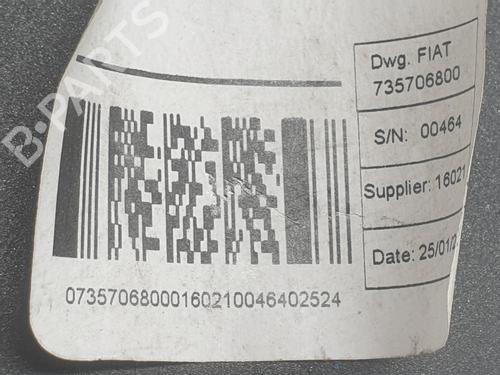 B-PARTS
Dwg. FIAT
735706800
S/N: 00464
Supplier: 16021
Date: 25/01/2
07357068000160210046402524